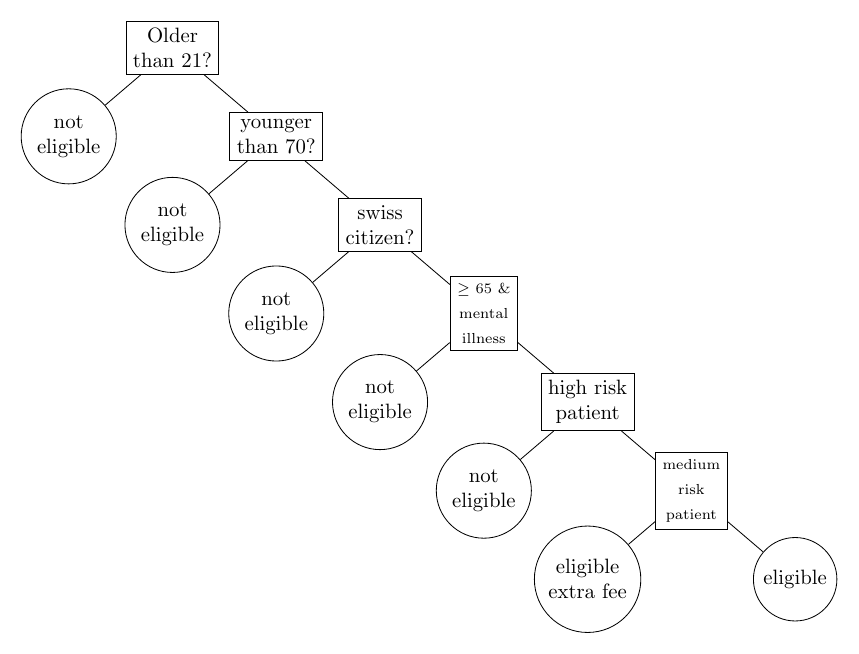 Older
than 21?
not
eligible
younger
than 70?
not
eligible
swiss
citizen?
not
eligible
≥ 65 &
mental
illness
not
eligible
high risk
patient
not
eligible
medium
risk
patient
eligible
extra fee
eligible